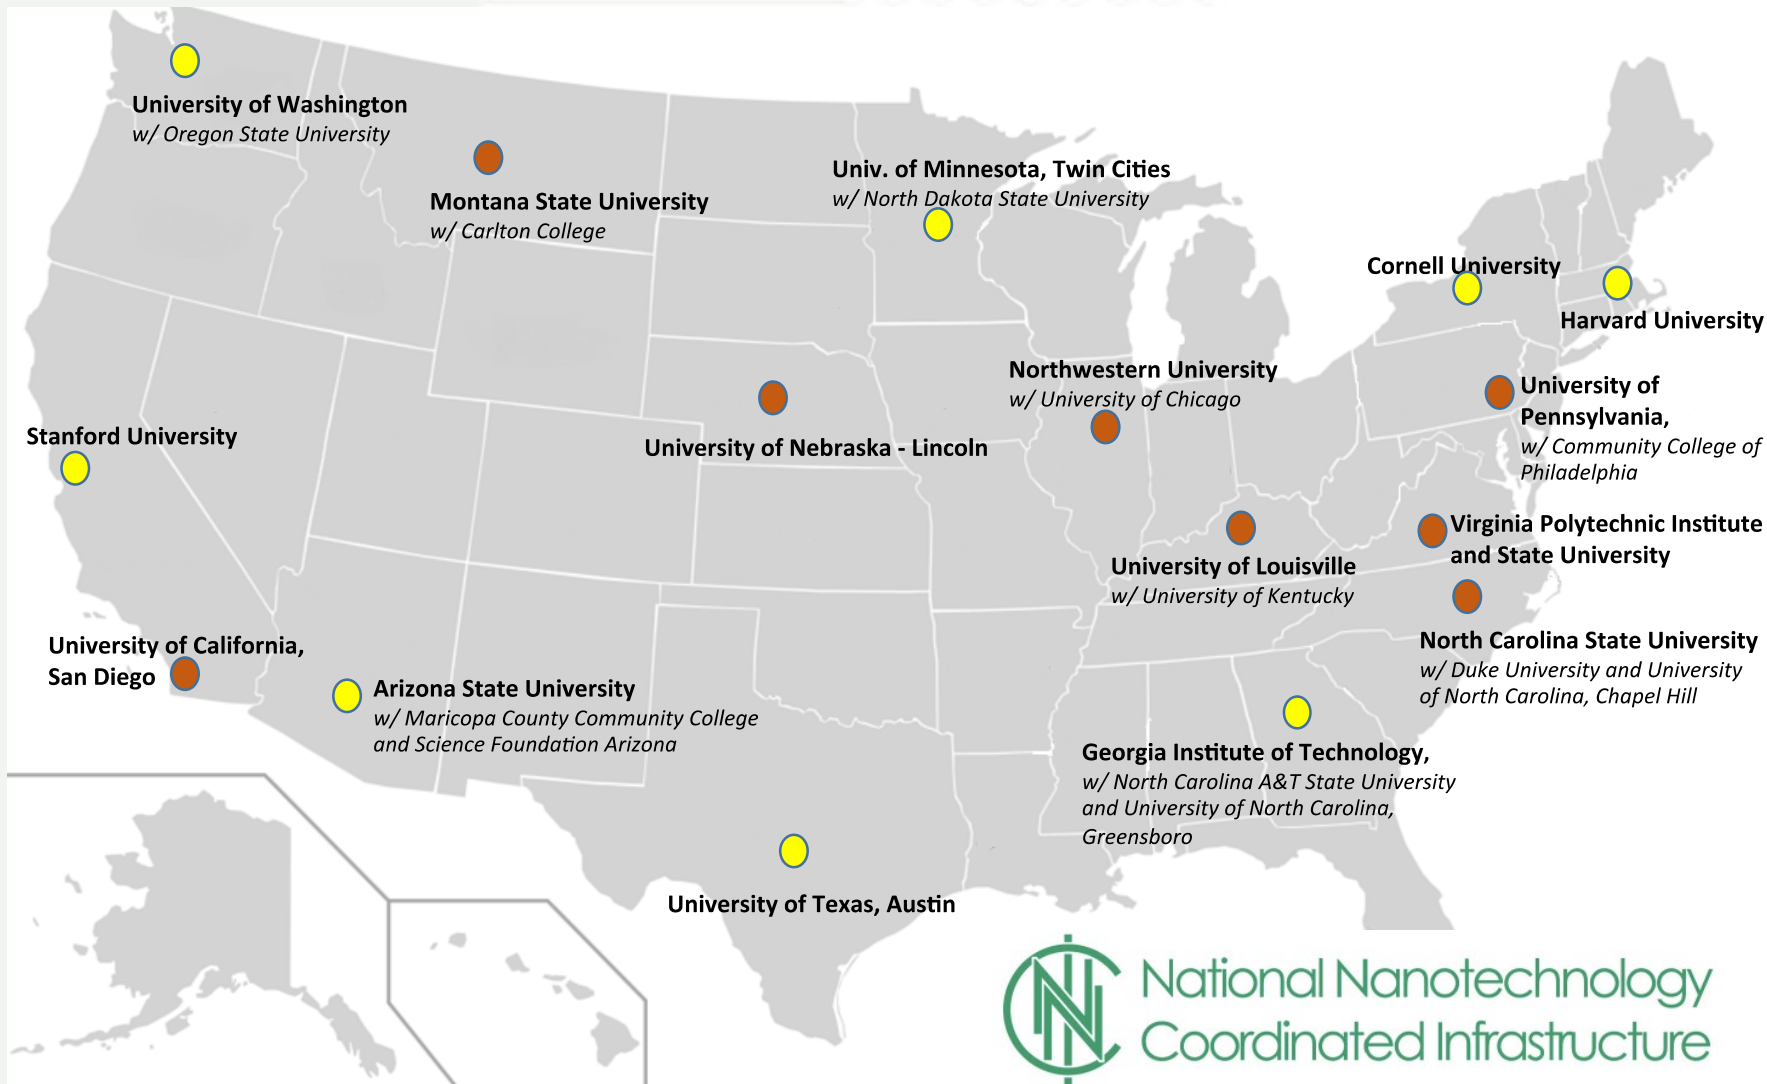 University of Washington
w/ Oregon State University
Montana State University
w/ Carlton College
Univ. of Minnesota, Twin Cities
w/ North Dakota State University
Cornell University
Harvard University
Northwestern University
w/ University of Chicago
University of
Pennsylvania,
w/ Community College of
Philadelphia
Stanford University
University of Nebraska - Lincoln
Virginia Polytechnic Institute
and State University
University of Louisville
w/ University of Kentucky
University of California,
San Diego
North Carolina State University
w/ Duke University and University
of North Carolina, Chapel Hill
Arizona State University
w/ Maricopa County Community College
and Science Foundation Arizona
Georgia Institute of Technology,
w/ North Carolina A&T State University
and University of North Carolina,
Greensboro
University of Texas, Austin
National Nanotechnology
Coordinated Infrastructure